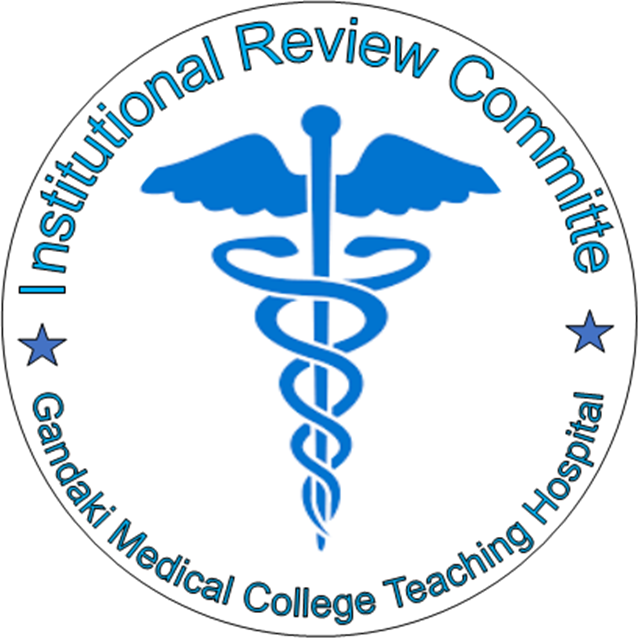 Institutional Review Committe
Gandaki Medical College Teaching Hospital